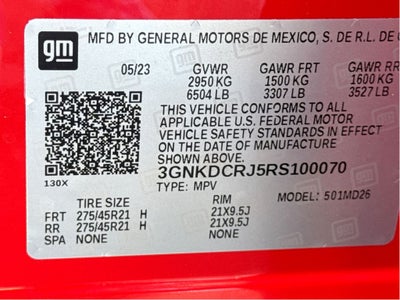 gm MFD BY GENERAL MOTORS DE MEXICO, S. DE R.L. DE C
05/23 GVWR GAWR FRT GAWR RR
2950 KG 1500 KG 1600 KG
6504 LB 3307 LB 3527 LB
THIS VEHICLE CONFORMS TO ALL
APPLICABLE U.S. FEDERAL MOTOR
VEHICLE SAFETY STANDARDS IN EFFECT
ON THE DATE OF MANUFACTURE
SHOWN ABOVE.
3GNKDCRJ5RS100070
130X TYPE: MPV MODEL: 501MD26
TIRE SIZE RIM
FRT 275/45R21 H 21X9.5J
RR 275/45R21 H 21X9.5J
SPA NONE NONE